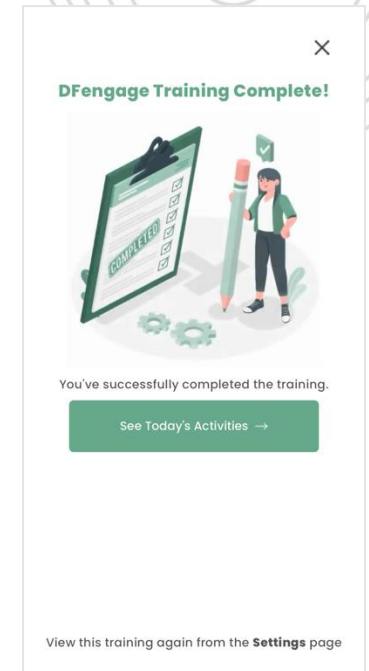 DFengage Training Complete!
COMPLETED
You've successfully completed the training.
See Today's Activities →
View this training again from the Settings page